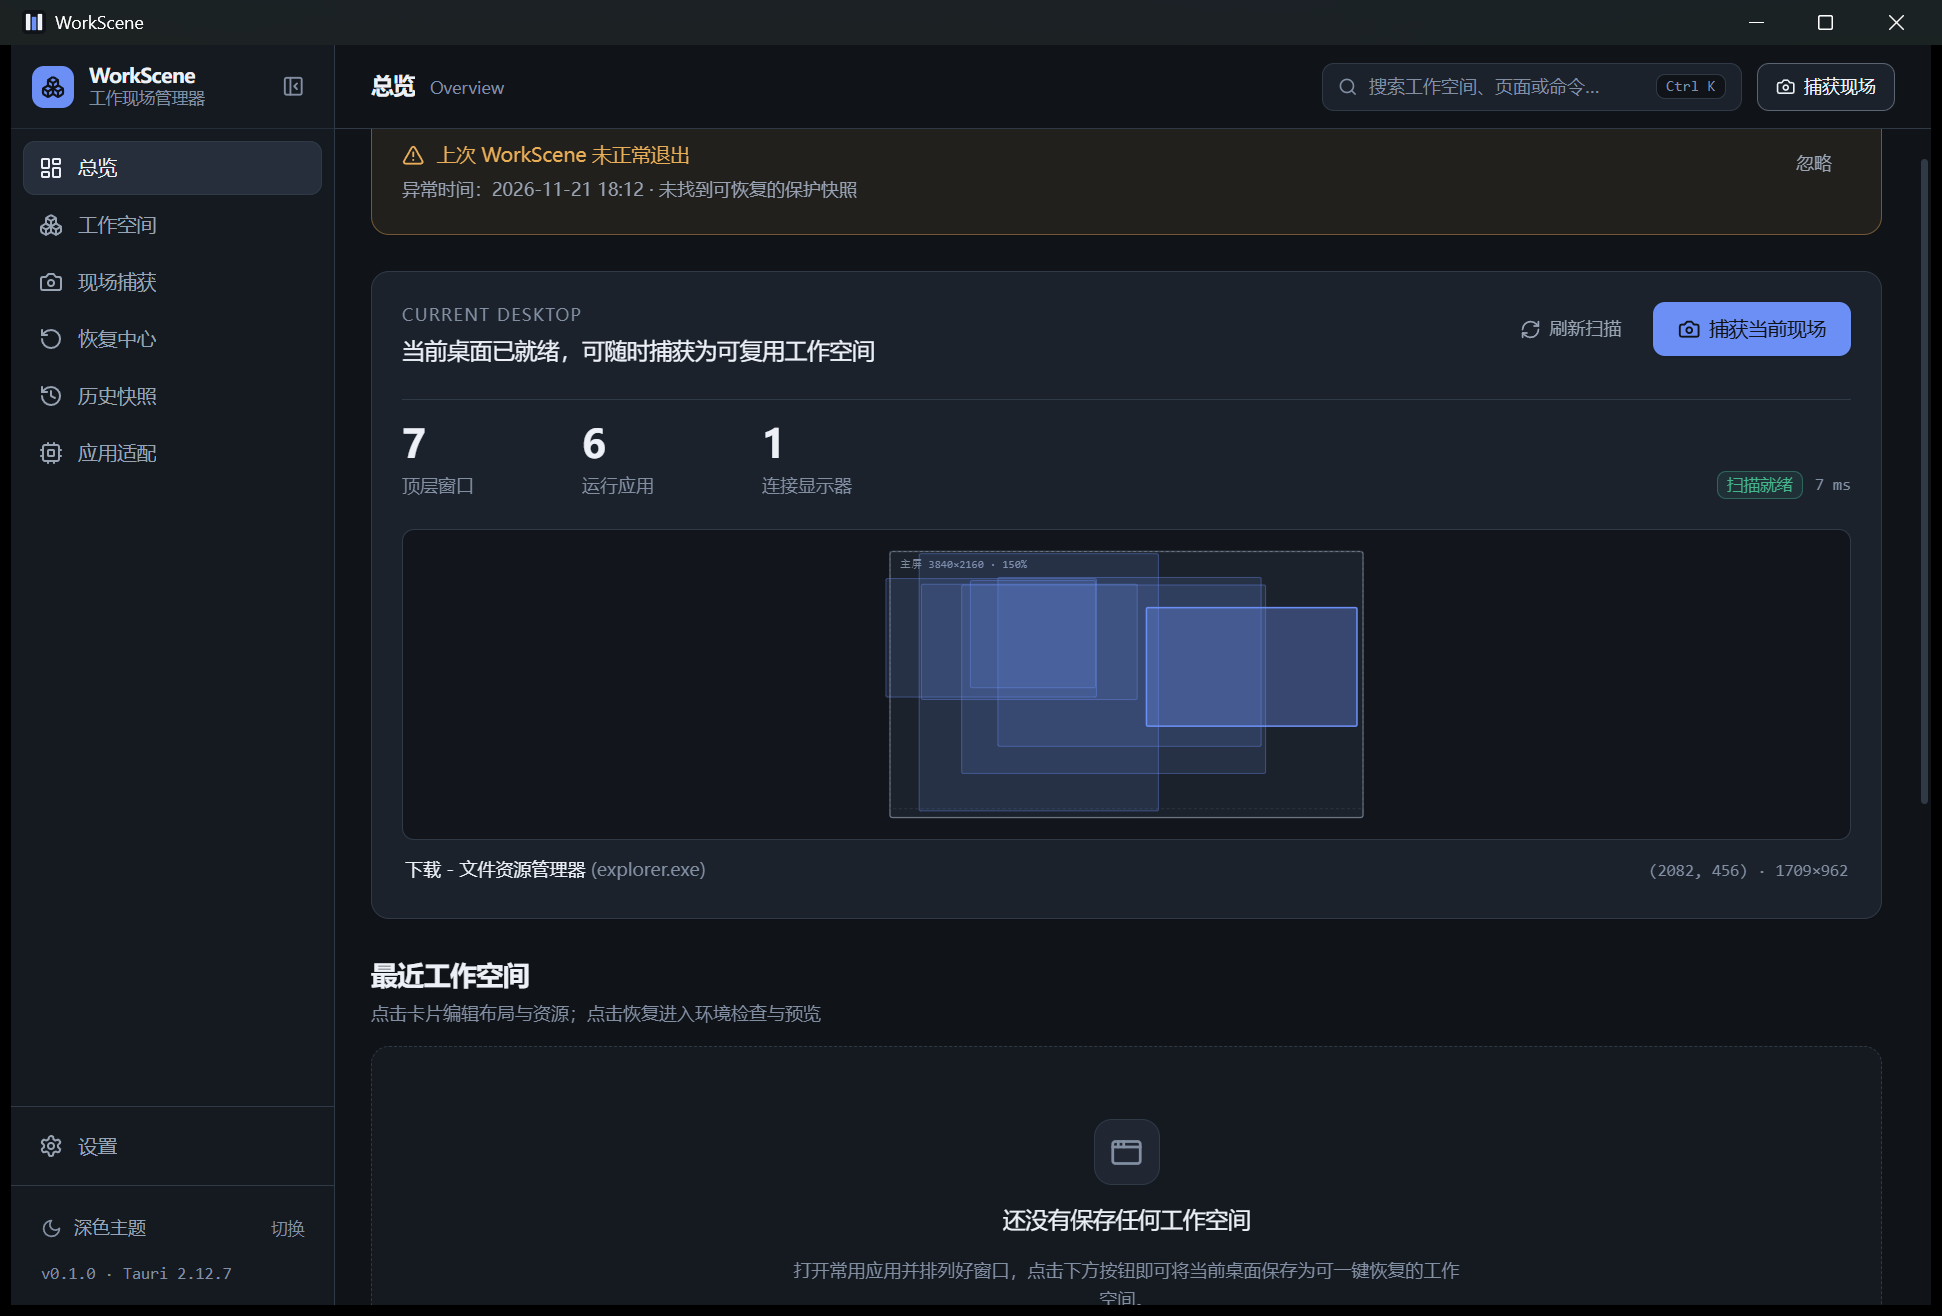 WorkScene
WorkScene
工作现场管理器
总览 Overview
搜索工作空间、页面或命令... Ctrl K
捕获现场
总览
工作空间
现场捕获
恢复中心
历史快照
应用适配
设置
深色主题 切换
v0.1.0 · Tauri 2.12.7
上次 WorkScene 未正常退出
异常时间：2026-11-21 18:12 · 未找到可恢复的保护快照
忽略
CURRENT DESKTOP
当前桌面已就绪，可随时捕获为可复用工作空间
刷新扫描
捕获当前现场
7 6 1
顶层窗口 运行应用 连接显示器
扫描就绪 7 ms
主屏 3840×2160 · 150%
下载 - 文件资源管理器 (explorer.exe) (2082, 456) · 1709×962
最近工作空间
点击卡片编辑布局与资源；点击恢复进入环境检查与预览
还没有保存任何工作空间
打开常用应用并排列好窗口，点击下方按钮即可将当前桌面保存为可一键恢复的工作
空间。